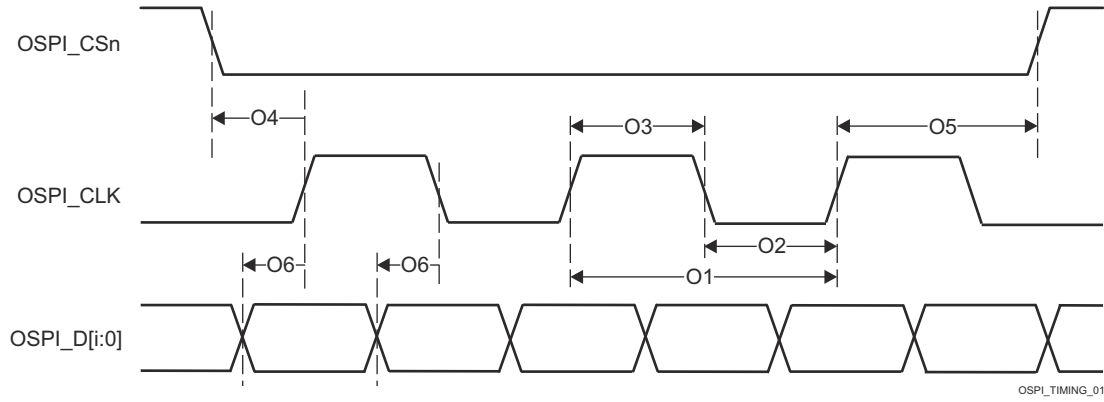 OSPI_CSn
O4
O3
O5
OSPI_CLK
O2
O6
O6
O1
OSPI_D[i:0]
OSPI_TIMING_01